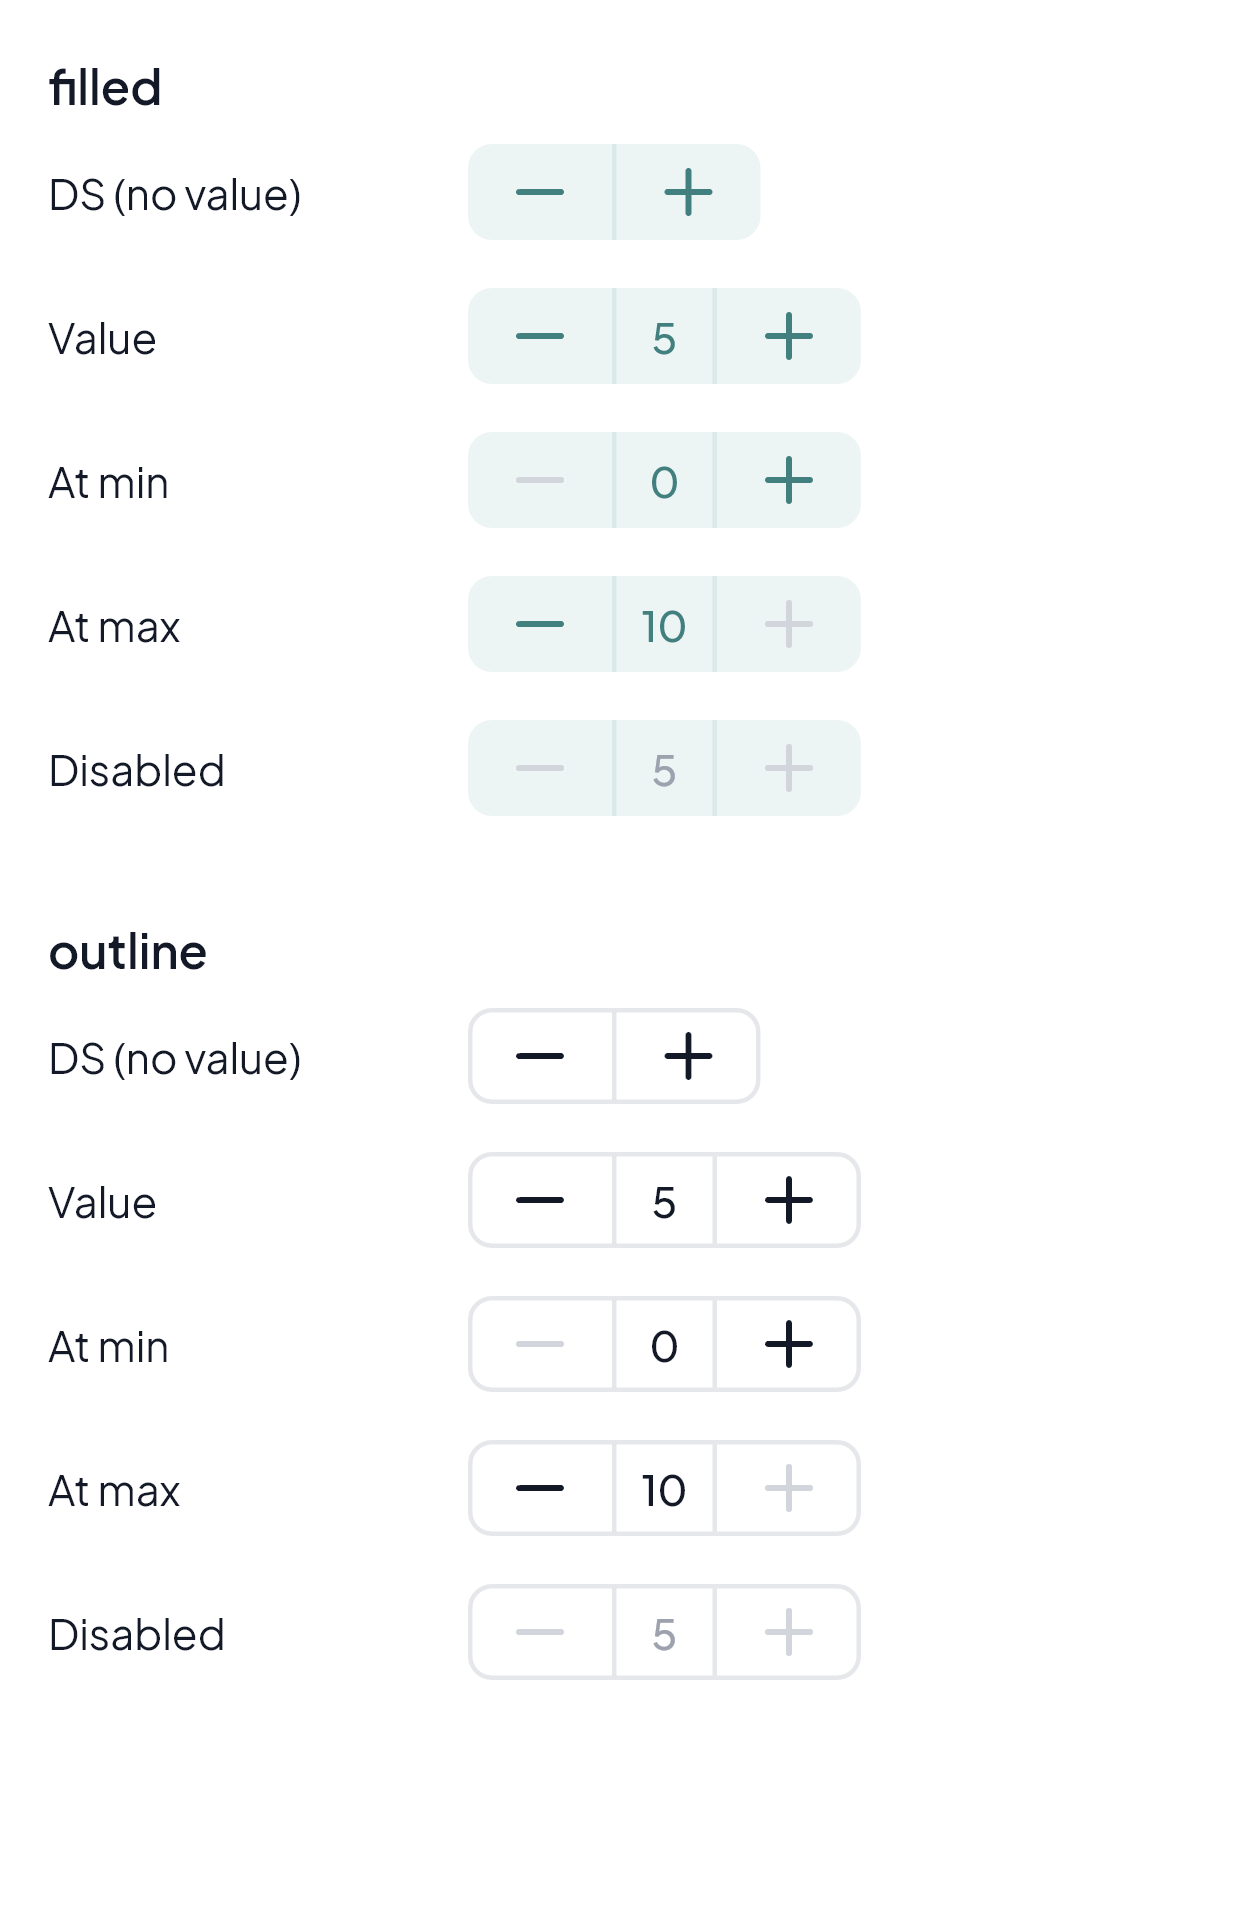 filled
DS (no value)
Value
5
At min
0
At max
10
Disabled
5
outline
DS (no value)
Value
5
At min
0
At max
10
Disabled
5